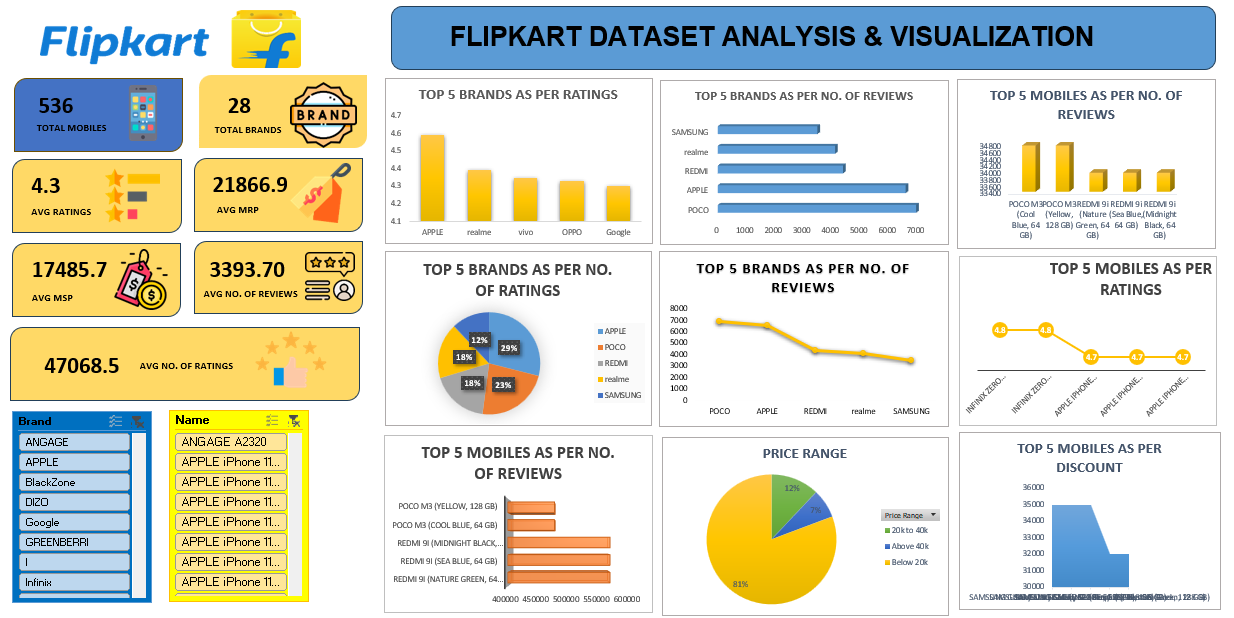 Flipkart
f
FLIPKART DATASET ANALYSIS & VISUALIZATION
536
TOTAL MOBILES
28
TOTAL BRANDS
BRAND
4.3
AVG RATINGS
21866.9
AVG MRP
$
17485.7
AVG MSP
$
$
3393.70
AVG NO. OF REVIEWS
47068.5
AVG NO. OF RATINGS
Brand
ANGAGE
APPLE
BlackZone
DIZO
Google
GREENBERRI
I
Infinix
Name
ANGAGE A2320
APPLE iPhone 11...
APPLE iPhone 11...
APPLE iPhone 11...
APPLE iPhone 11...
APPLE iPhone 11...
APPLE iPhone 11...
APPLE iPhone 11...
TOP 5 BRANDS AS PER RATINGS
4.7
4.6
4.5
4.4
4.3
4.2
4.1
APPLE realme vivo OPPO Google
TOP 5 BRANDS AS PER NO. OF REVIEWS
SAMSUNG
realme
REDMI
APPLE
POCO
0 1000 2000 3000 4000 5000 6000 7000
TOP 5 MOBILES AS PER NO. OF
REVIEWS
34800
34600
34400
34200
34000
33800
33600
33400
POCO M3 POCO M3 REDMI 9i REDMI 9i REDMI 9i
(Cool (Yellow, (Nature (Sea Blue, (Midnight
Blue, 64 128 GB) Green, 64 64 GB) Black, 64
GB) GB) GB)
TOP 5 BRANDS AS PER NO.
OF RATINGS
12%
29%
18%
18%
23%
APPLE
POCO
REDMI
realme
SAMSUNG
TOP 5 BRANDS AS PER NO. OF
REVIEWS
8000
7000
6000
5000
4000
3000
2000
1000
0
POCO APPLE REDMI realme SAMSUNG
TOP 5 MOBILES AS PER
RATINGS
4.8 4.8 4.7 4.7 4.7
INFINIX ZERO... INFINIX ZERO... APPLE IPHONE... APPLE IPHONE... APPLE IPHONE...
TOP 5 MOBILES AS PER NO.
OF REVIEWS
POCO M3 (YELLOW, 128 GB)
POCO M3 (COOL BLUE, 64 GB)
REDMI 9I (MIDNIGHT BLACK,...
REDMI 9I (SEA BLUE, 64 GB)
REDMI 9I (NATURE GREEN, 64...
400000 450000 500000 550000 600000
PRICE RANGE
12%
7%
81%
Price Range
20k to 40k
Above 40k
Below 20k
TOP 5 MOBILES AS PER
DISCOUNT
36000
35000
34000
33000
32000
31000
30000